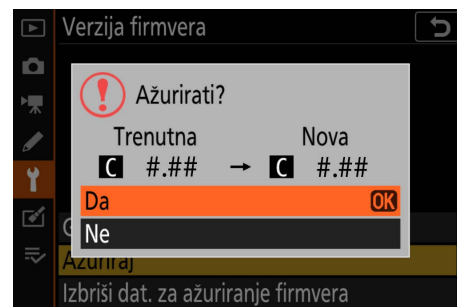 Verzija firmvera
Ažurirati?
Trenutna Nova
C #.## → C #.##
Da OK
Ne
Ažuriraj
Izbriši dat. za ažuriranje firmvera